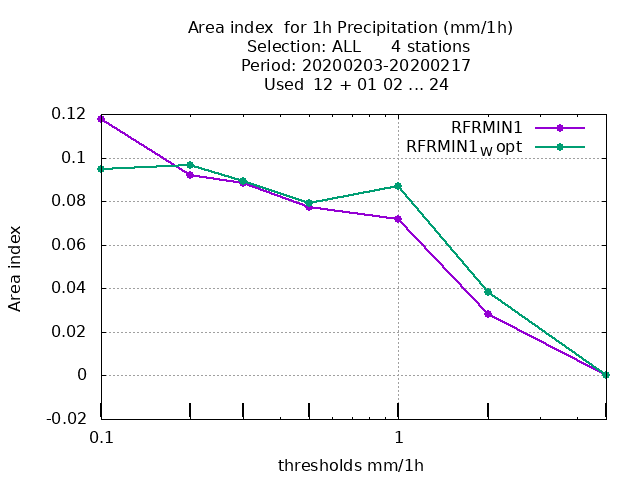 Area index  for 1h Precipitation (mm/1h)
Selection: ALL      4 stations
Period: 20200203-20200217
Used  12 + 01 02 ... 24
RFRMIN1
RFRMIN1W opt
0.12
0.1
0.08
0.06
0.04
0.02
0
-0.02
Area index
0.1
1
thresholds mm/1h